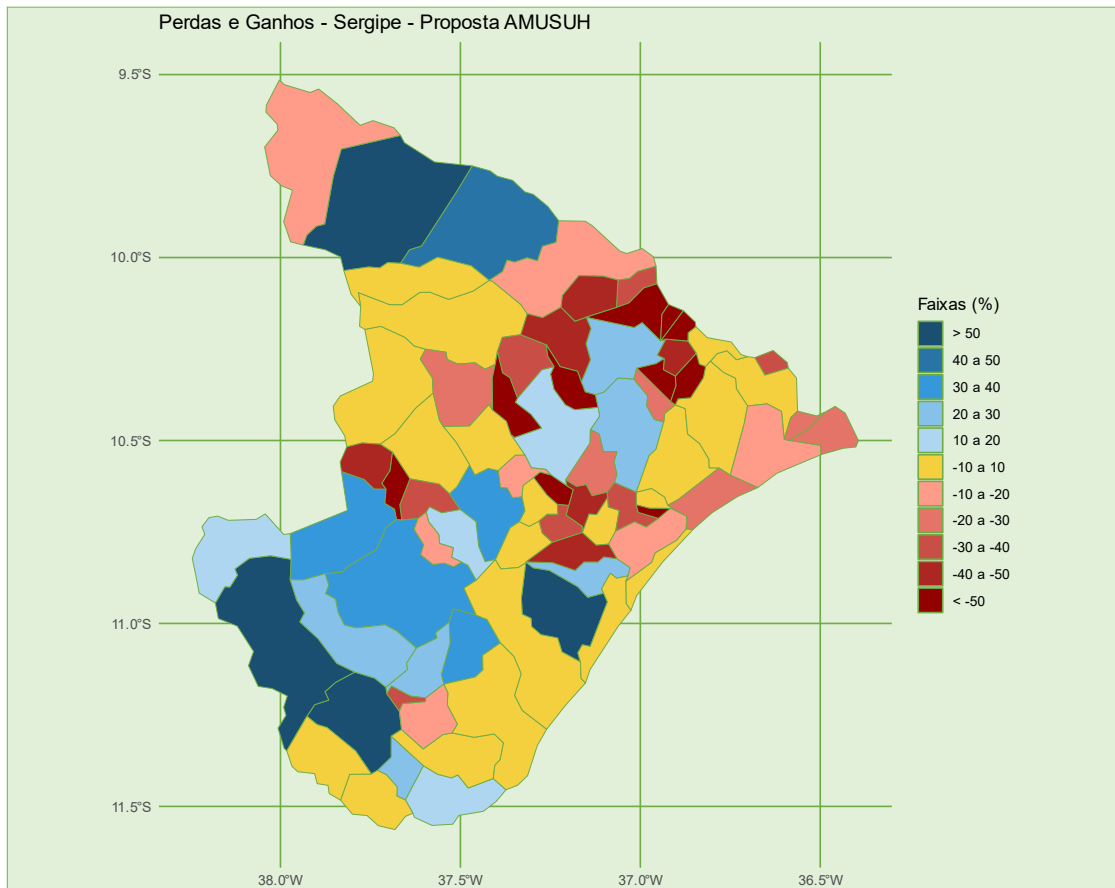 Perdas e Ganhos - Sergipe - Proposta AMUSUH
9.5°S
10.0°S
10.5°S
11.0°S
11.5°S
38.0°W
37.5°W
37.0°W
36.5°W
Faixas (%)
> 50
40 a 50
30 a 40
20 a 30
10 a 20
-10 a 10
-10 a -20
-20 a -30
-30 a -40
-40 a -50
< -50